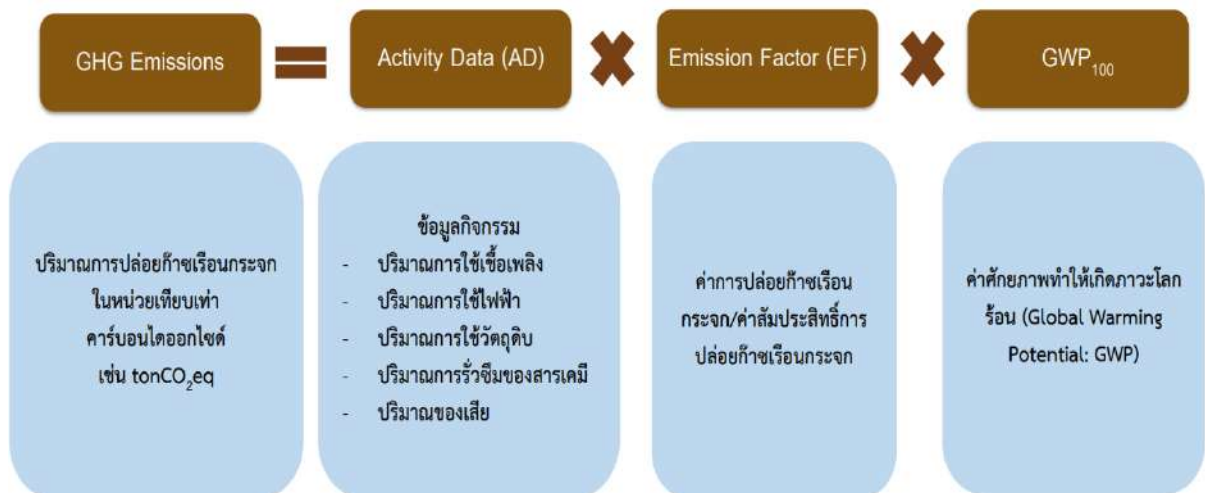 GHG Emissions = Activity Data (AD) × Emission Factor (EF) × GWP₁₀₀
ปริมาณการปล่อยก๊าซเรือนกระจก
ในหน่วยเทียบเท่า
คาร์บอนไดออกไซด์
เช่น tonCO₂eq
ข้อมูลกิจกรรม
- ปริมาณการใช้เชื้อเพลิง
- ปริมาณการใช้ไฟฟ้า
- ปริมาณการใช้วัตถุดิบ
- ปริมาณการรั่วซึมของสารเคมี
- ปริมาณของเสีย
ค่าการปล่อยก๊าซเรือน
กระจก/ค่าสัมประสิทธิ์การ
ปล่อยก๊าซเรือนกระจก
ค่าศักยภาพทำให้เกิดภาวะโลก
ร้อน (Global Warming
Potential: GWP)